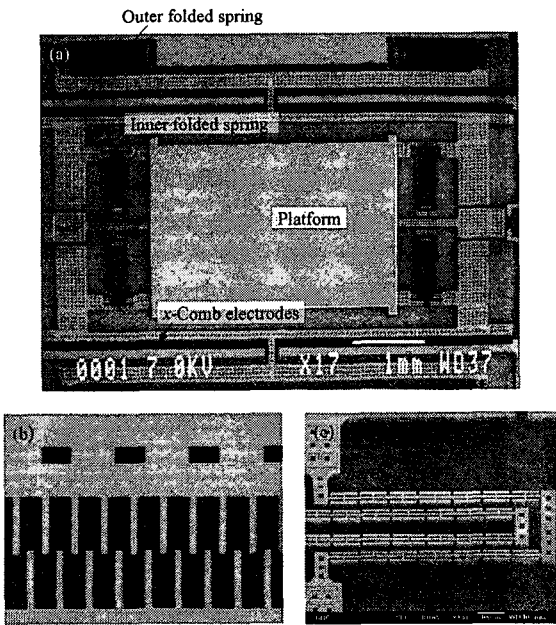 Outer folded spring
(a)
Inner folded spring
Platform
x-Comb electrodes
0001 7.0KV X17 1mm WD37
(b)
(c)